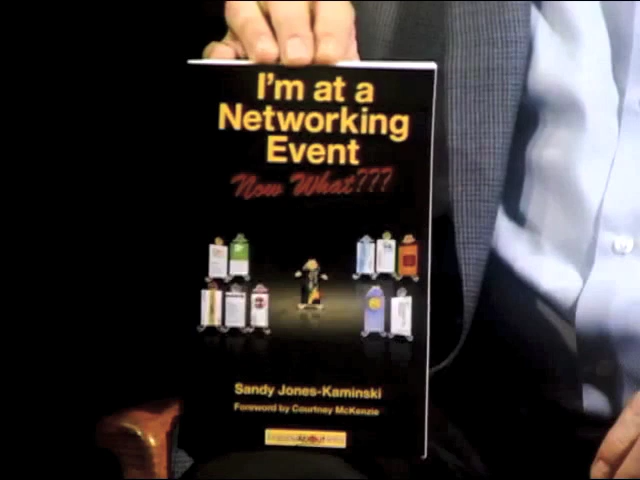 I'm at a
Networking
Event
Now What???
Sandy Jones-Kaminski
Foreword by Courtney McKenzie